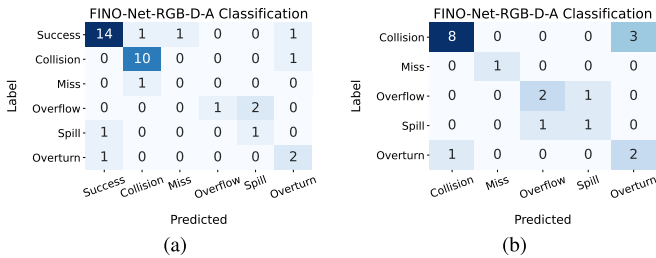 FINO-Net-RGB-D-A Classification
Label
Success 14 1 1 0 0 1
Collision 0 10 0 0 0 1
Miss 0 1 0 0 0 0
Overflow 0 0 0 1 2 0
Spill 1 0 0 0 1 0
Overturn 1 0 0 0 0 2
Success Collision Miss Overflow Spill Overturn
Predicted
(a)
FINO-Net-RGB-D-A Classification
Label
Collision 8 0 0 0 3
Miss 0 1 0 0 0
Overflow 0 0 2 1 0
Spill 0 0 1 1 0
Overturn 1 0 0 0 2
Collision Miss Overflow Spill Overturn
Predicted
(b)